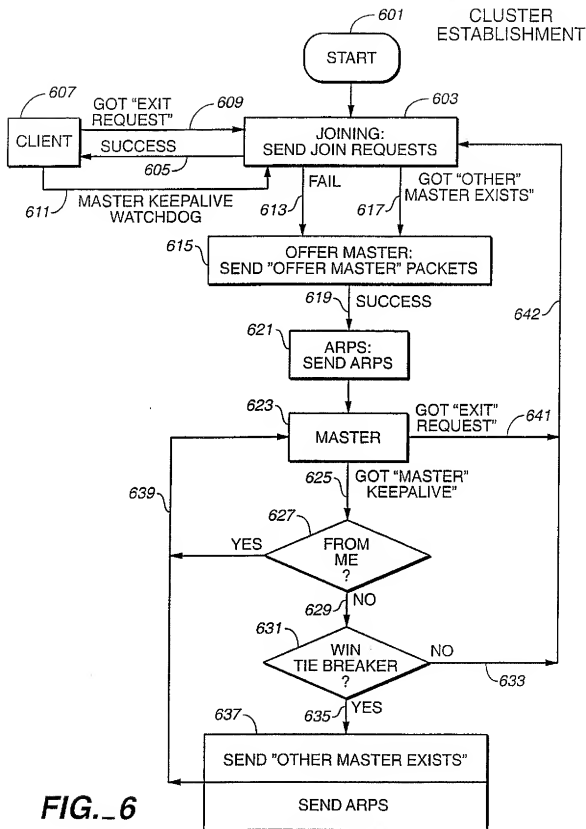 CLUSTER
ESTABLISHMENT
601
START
607
CLIENT
GOT "EXIT
REQUEST"
609
603
JOINING:
SEND JOIN REQUESTS
SUCCESS
605
611
MASTER KEEPALIVE
WATCHDOG
FAIL
613
617
GOT "OTHER"
MASTER EXISTS"
615
OFFER MASTER:
SEND "OFFER MASTER" PACKETS
619
SUCCESS
642
621
ARPS:
SEND ARPS
623
MASTER
GOT "EXIT"
REQUEST"
641
639
625
GOT "MASTER"
KEEPALIVE"
627
YES
FROM
ME
?
629
NO
631
WIN
TIE BREAKER
?
NO
633
637
635
YES
SEND "OTHER MASTER EXISTS"
SEND ARPS
FIG._6